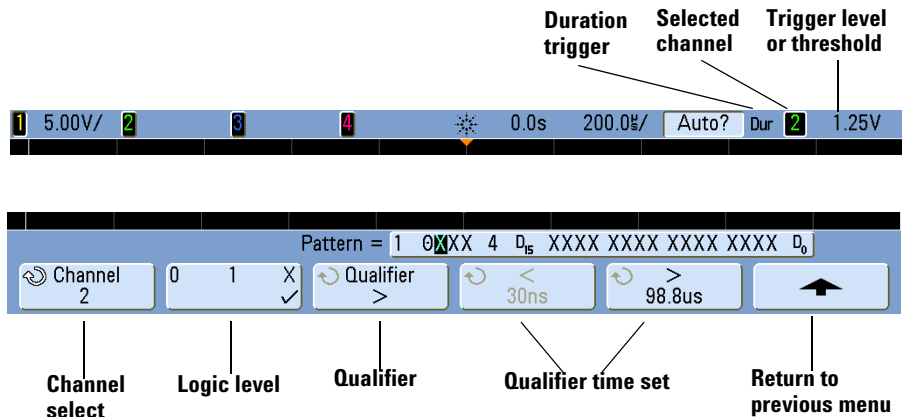 Duration trigger
Selected channel
Trigger level or threshold
1 5.00V/ 2 3 4 0.0s 200.0us/ Auto? Dur 2 1.25V
Pattern = 1 0XXX 4 D15 XXXX XXXX XXXX XXXX D0
Channel 2
0 1 X ✓
Qualifier >
< 30ns
> 98.8us
Channel select
Logic level
Qualifier
Qualifier time set
Return to previous menu